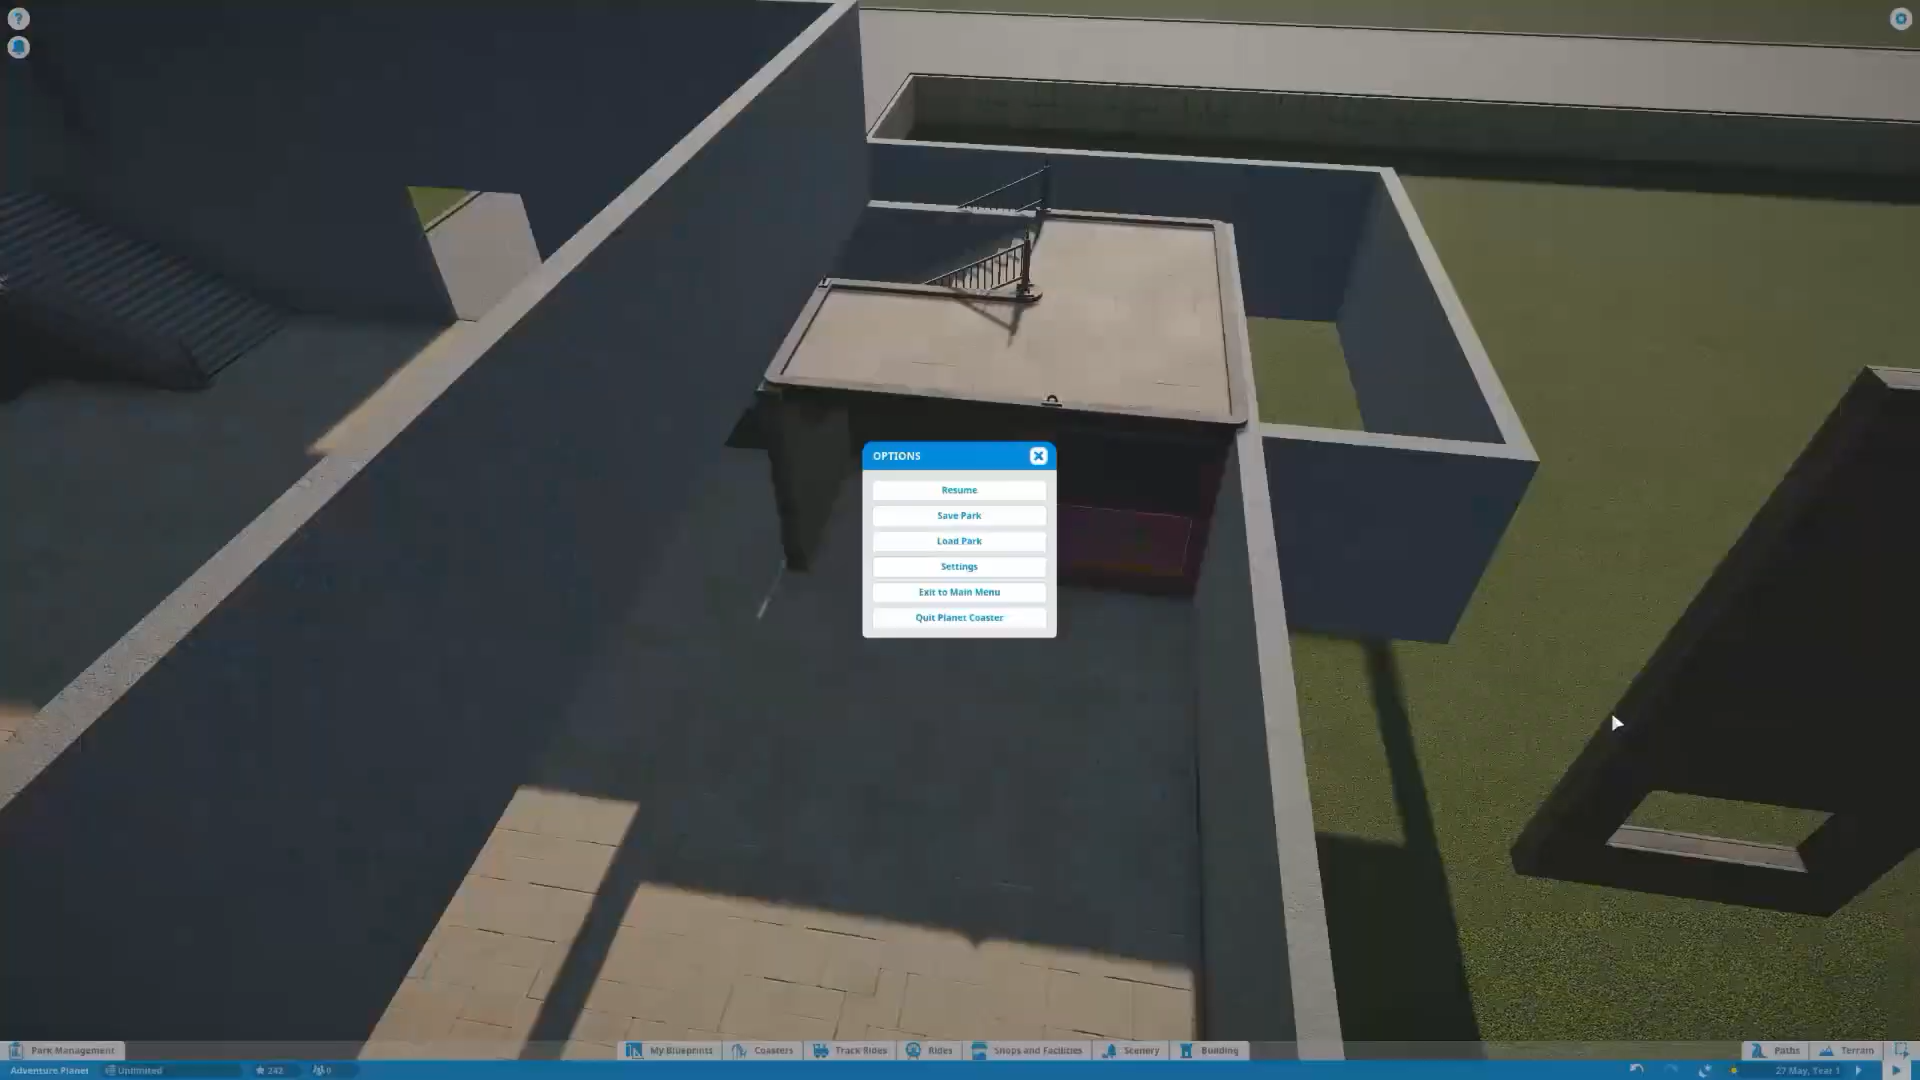 ?
OPTIONS
Resume
Save Park
Load Park
Settings
Exit to Main Menu
Quit Planet Coaster
Park Management
My Blueprints
Coasters
Track Rides
Rides
Shops and Facilities
Scenery
Building
Paths
Terrain
Adventure Planet
Unlimited
242
0
27 May, Year 1